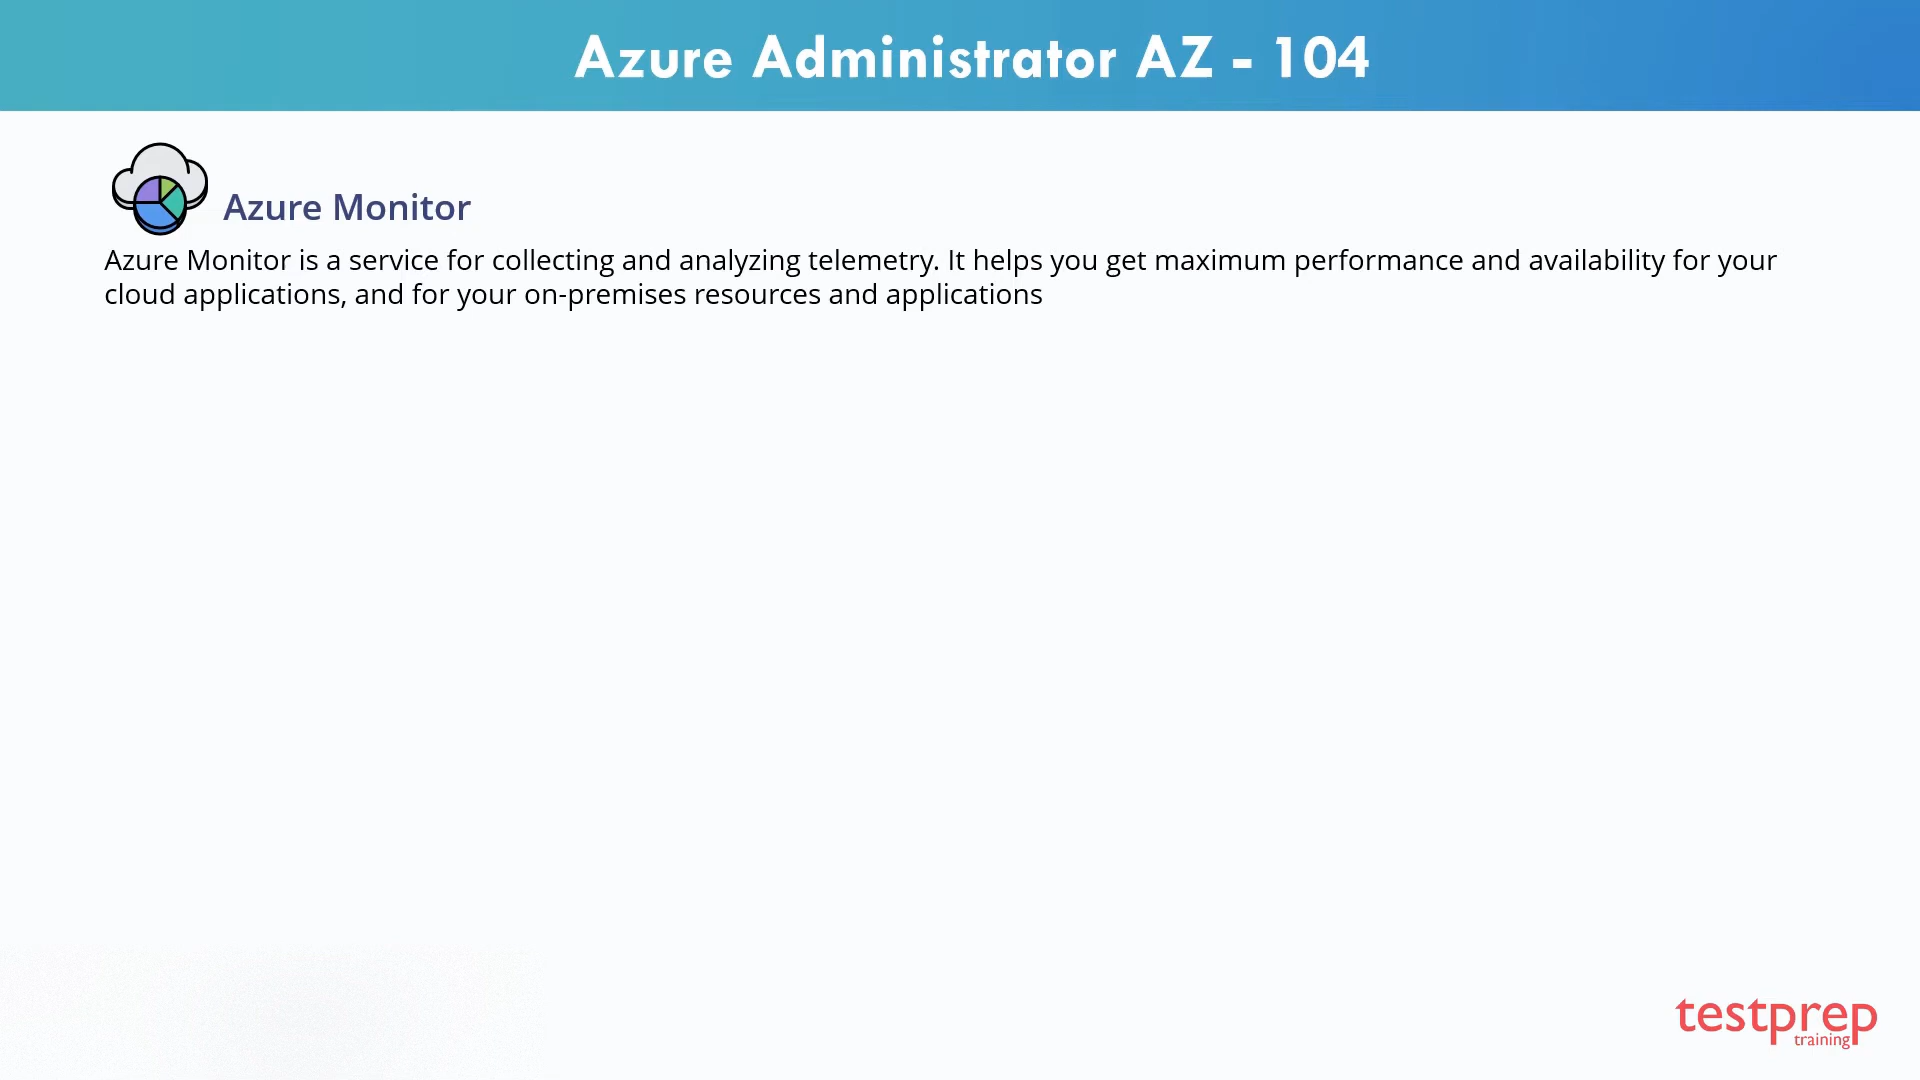 Azure Administrator AZ - 104
Azure Monitor
Azure Monitor is a service for collecting and analyzing telemetry. It helps you get maximum performance and availability for your
cloud applications, and for your on-premises resources and applications
testprep
training